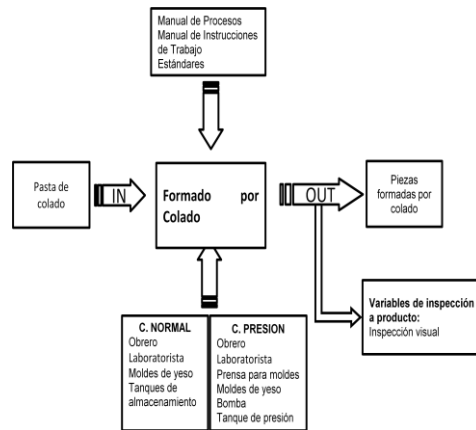 Manual de Procesos
Manual de Instrucciones
de Trabajo
Estándares
Pasta de
colado
IN
Formado por
Colado
OUT
Piezas
formadas por
colado
Variables de inspección
a producto:
Inspección visual
C. NORMAL
Obrero
Laboratorista
Moldes de yeso
Tanques de
almacenamiento
C. PRESION
Obrero
Laboratorista
Prensa para moldes
Moldes de yeso
Bomba
Tanque de presión